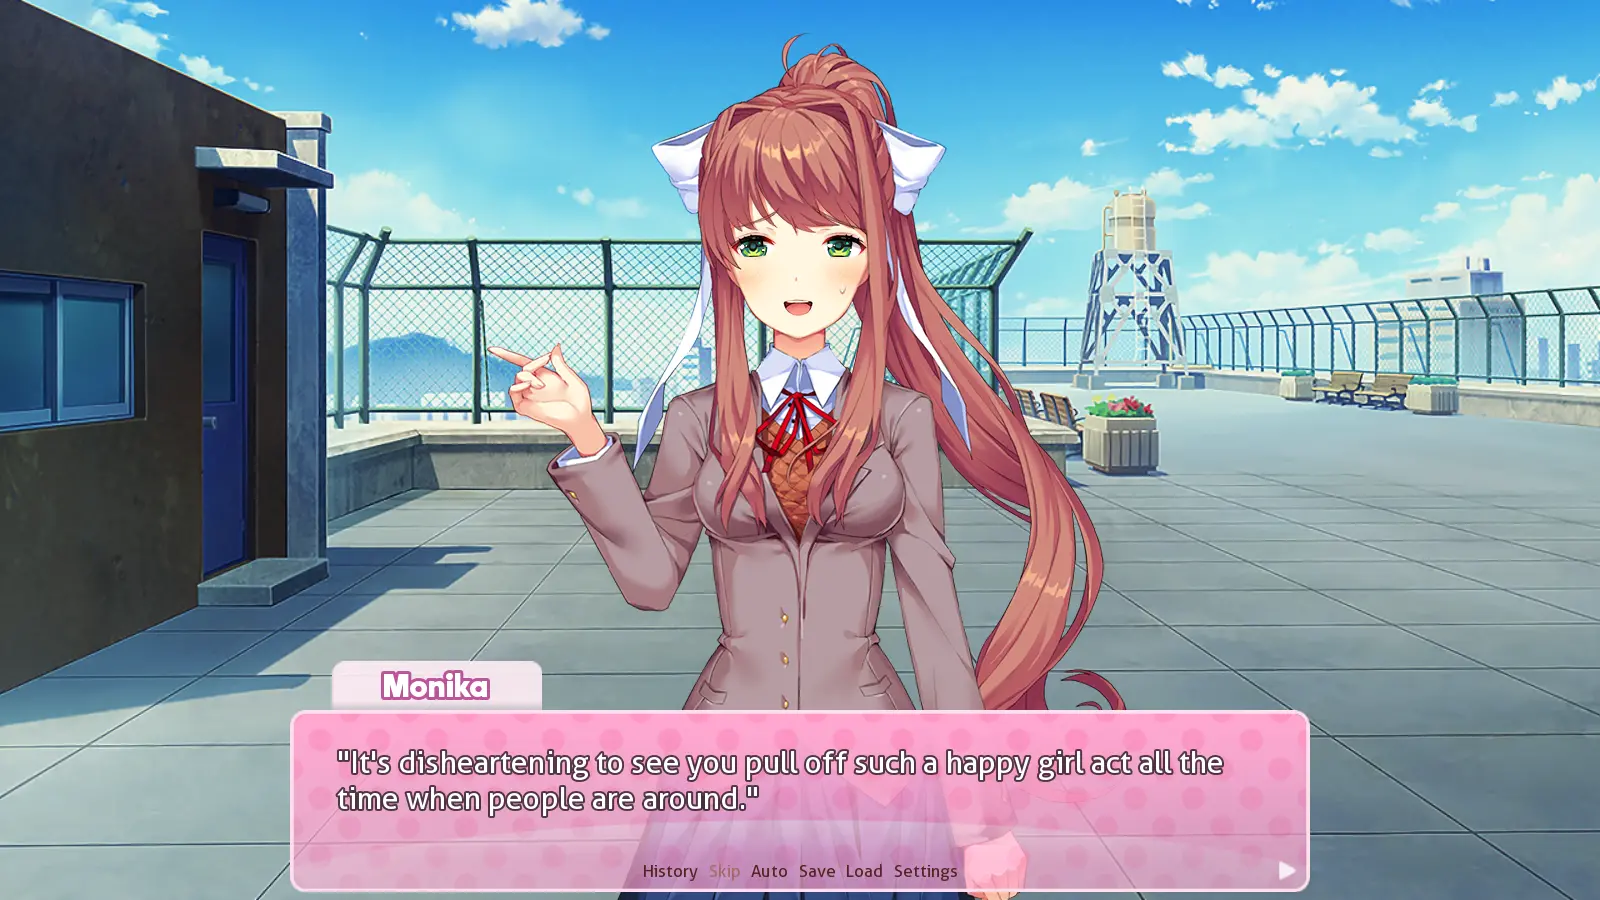 Monika
"It's disheartening to see you pull off such a happy girl act all the
time when people are around."
History Skip Auto Save Load Settings